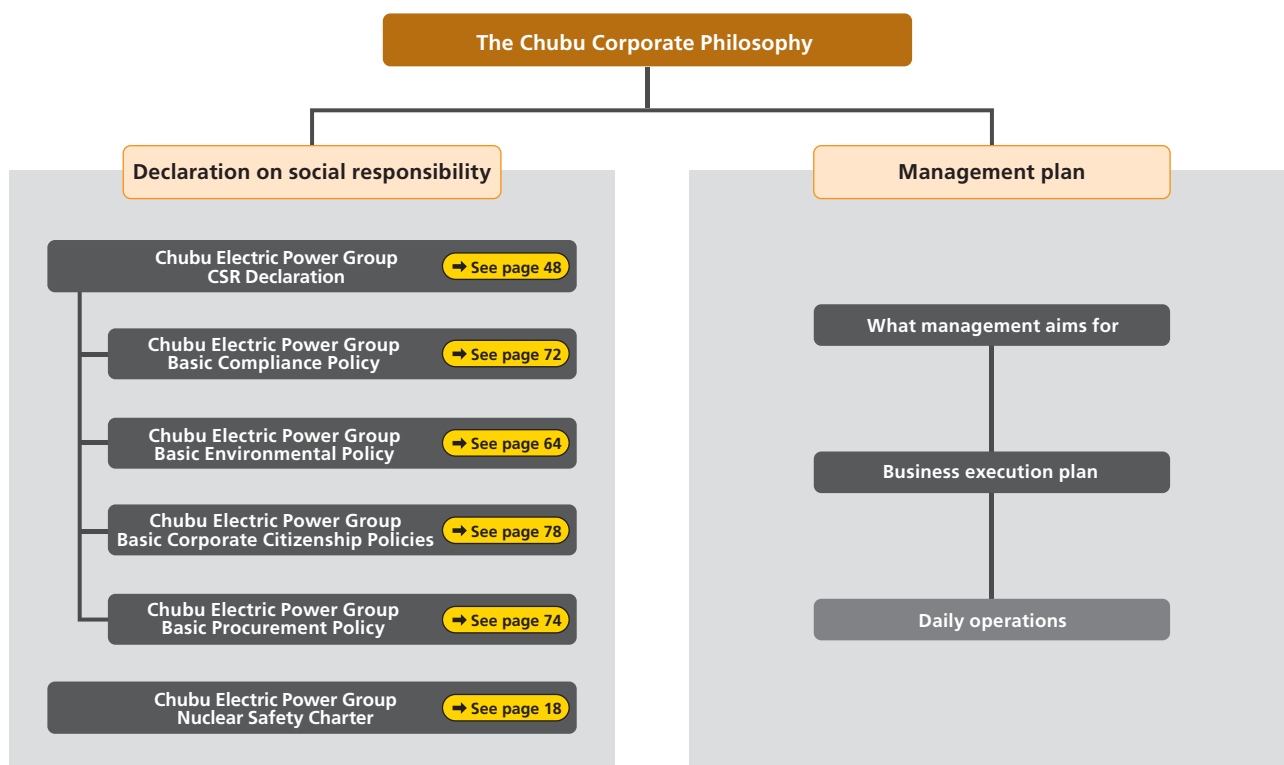 The Chubu Corporate Philosophy
Declaration on social responsibility
Chubu Electric Power Group
CSR Declaration
➡ See page 48
Chubu Electric Power Group
Basic Compliance Policy
➡ See page 72
Chubu Electric Power Group
Basic Environmental Policy
➡ See page 64
Chubu Electric Power Group
Basic Corporate Citizenship Policies
➡ See page 78
Chubu Electric Power Group
Basic Procurement Policy
➡ See page 74
Chubu Electric Power Group
Nuclear Safety Charter
➡ See page 18
Management plan
What management aims for
Business execution plan
Daily operations